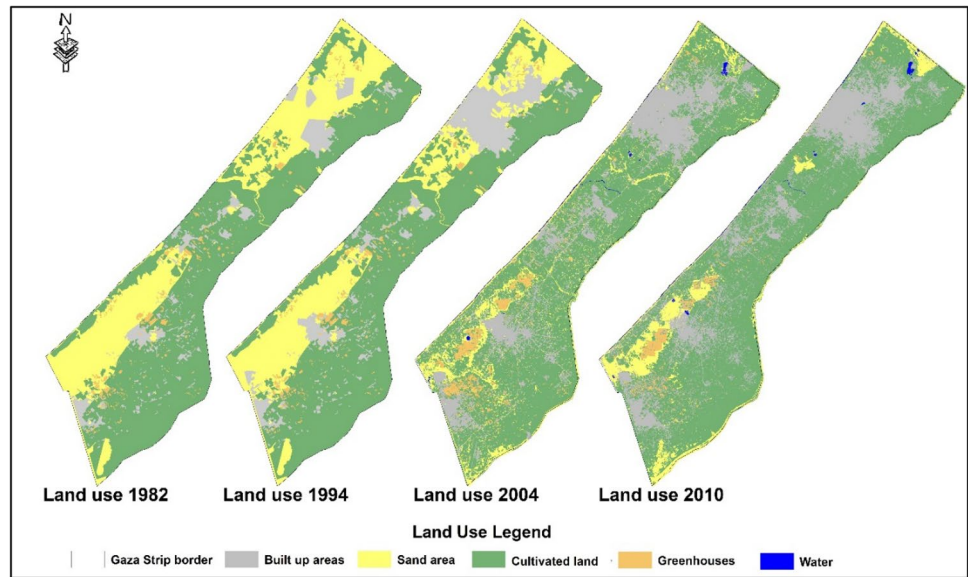 N
Land use 1982
Land use 1994
Land use 2004
Land use 2010
Land Use Legend
Gaza Strip border
Built up areas
Sand area
Cultivated land
Greenhouses
Water